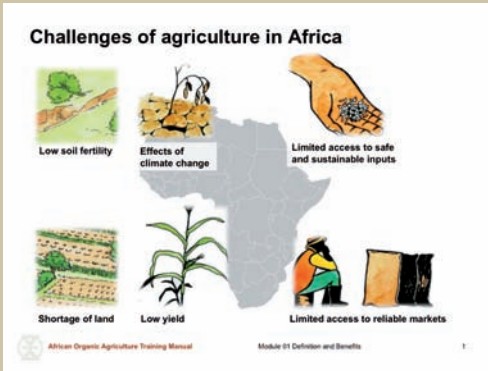 Challenges of agriculture in Africa
Low soil fertility
Effects of
climate change
Limited access to safe
and sustainable inputs
Shortage of land
Low yield
Limited access to reliable markets
African Organic Agriculture Training Manual
Module 01 Definition and Benefits
1